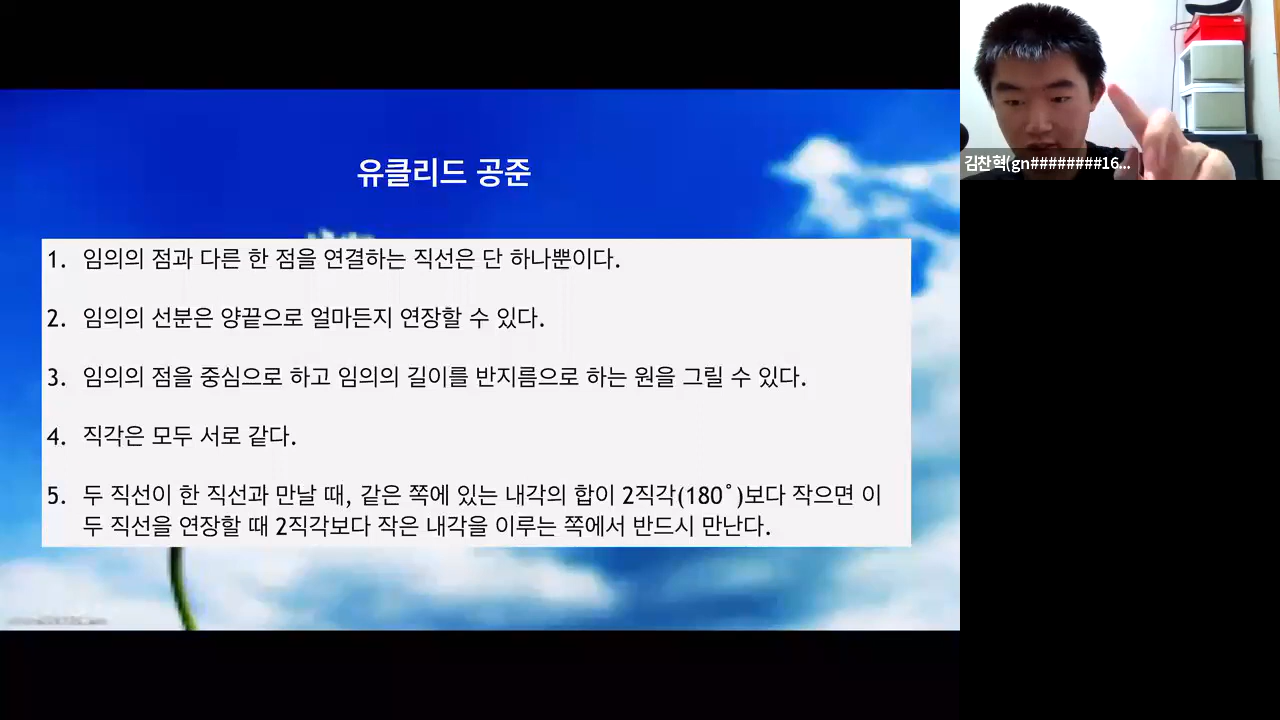 유클리드 공준
1. 임의의 점과 다른 한 점을 연결하는 직선은 단 하나뿐이다.
2. 임의의 선분은 양끝으로 얼마든지 연장할 수 있다.
3. 임의의 점을 중심으로 하고 임의의 길이를 반지름으로 하는 원을 그릴 수 있다.
4. 직각은 모두 서로 같다.
5. 두 직선이 한 직선과 만날 때, 같은 쪽에 있는 내각의 합이 2직각(180˚)보다 작으면 이
두 직선을 연장할 때 2직각보다 작은 내각을 이루는 쪽에서 반드시 만난다.
김찬혁(gn########16...